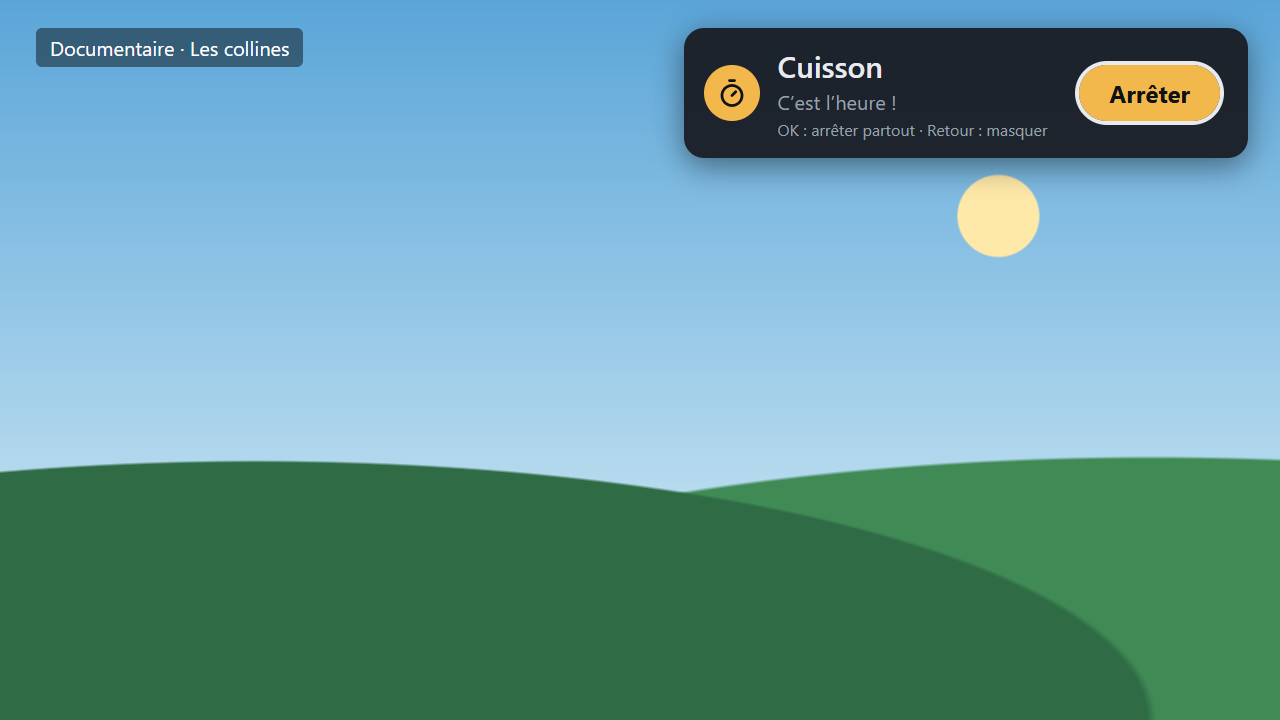 Documentaire · Les collines
Cuisson
C’est l’heure !
OK : arrêter partout · Retour : masquer
Arrêter